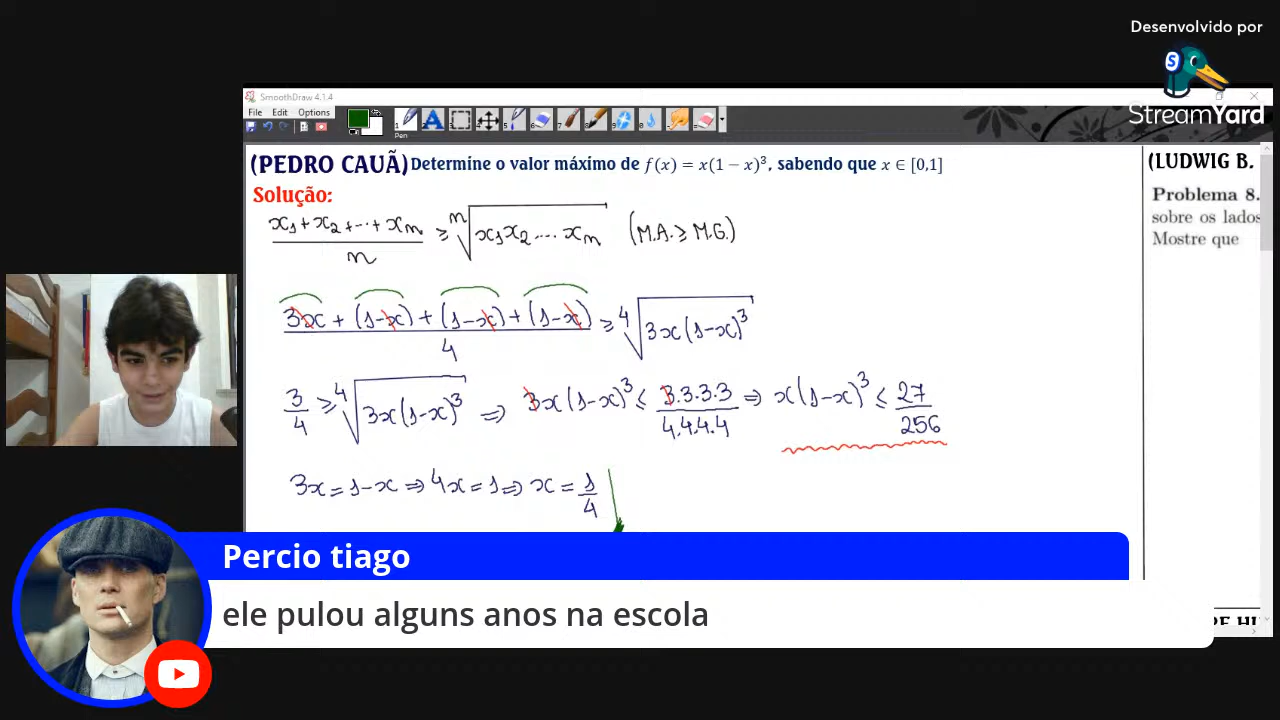 Desenvolvido por
StreamYard
SmoothDraw 4.1.4
File Edit Options
Pen
(PEDRO CAUÃ) Determine o valor máximo de f(x) = x(1 − x)³, sabendo que x ∈ [0,1]
Solução:
(x₁+x₂+...+xₙ)/n ≥ ⁿ√(x₁x₂...xₙ) (M.A. ≥ M.G.)
(3x + (1-x) + (1-x) + (1-x))/4 ≥ ⁴√(3x(1-x)³)
3/4 ≥ ⁴√(3x(1-x)³) ⇒ 3x(1-x)³ ≤ (3.3.3.3)/(4.4.4.4) ⇒ x(1-x)³ ≤ 27/256
3x = 1-x ⇒ 4x = 1 ⇒ x = 1/4
(LUDWIG B.
Problema 8.
sobre os lados
Mostre que
Percio tiago
ele pulou alguns anos na escola